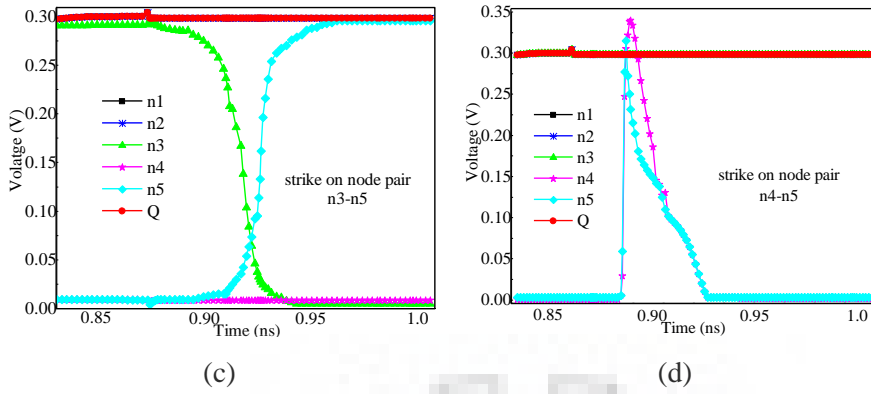 0.30
0.25
0.20
0.15
0.10
0.05
0.00
Volatge (V)
n1
n2
n3
n4
n5
Q
strike on node pair
n3-n5
0.85
0.90
0.95
1.0
Time (ns)
(c)
0.35
0.30
0.25
0.20
0.15
0.10
0.05
0.00
Voltage (V)
n1
n2
n3
n4
n5
Q
strike on node pair
n4-n5
0.85
0.90
0.95
1.0
Time (ns)
(d)